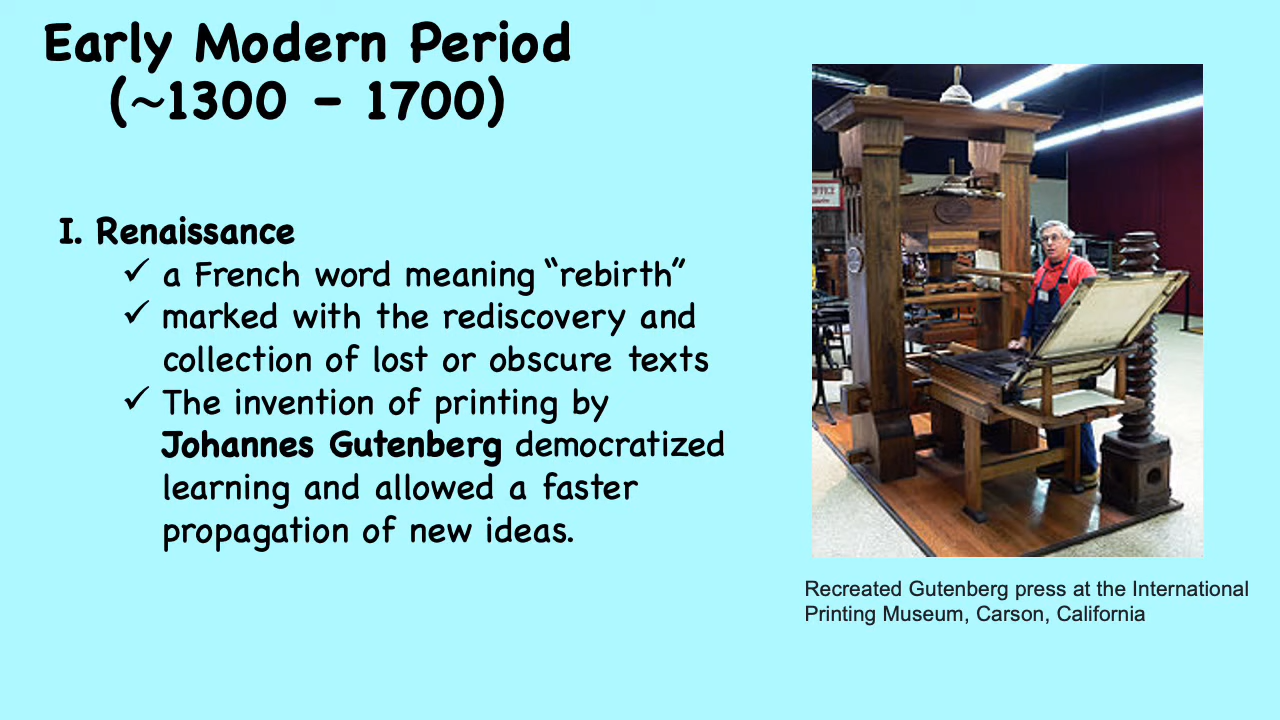 Early Modern Period
(~1300 – 1700)
I. Renaissance
✓ a French word meaning “rebirth”
✓ marked with the rediscovery and
collection of lost or obscure texts
✓ The invention of printing by
Johannes Gutenberg democratized
learning and allowed a faster
propagation of new ideas.
Recreated Gutenberg press at the International
Printing Museum, Carson, California